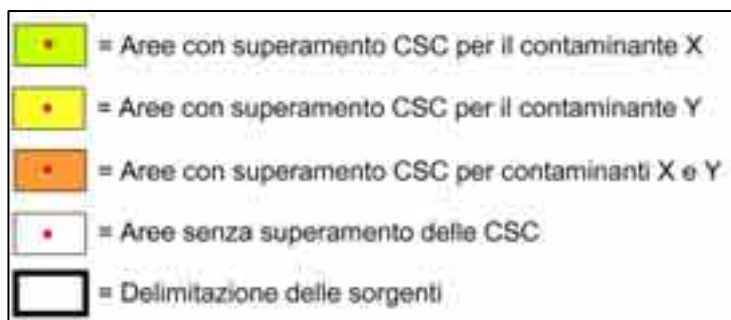 = Aree con superamento CSC per il contaminante X
= Aree con superamento CSC per il contaminante Y
= Aree con superamento CSC per contaminanti X e Y
= Aree senza superamento delle CSC
= Delimitazione delle sorgenti